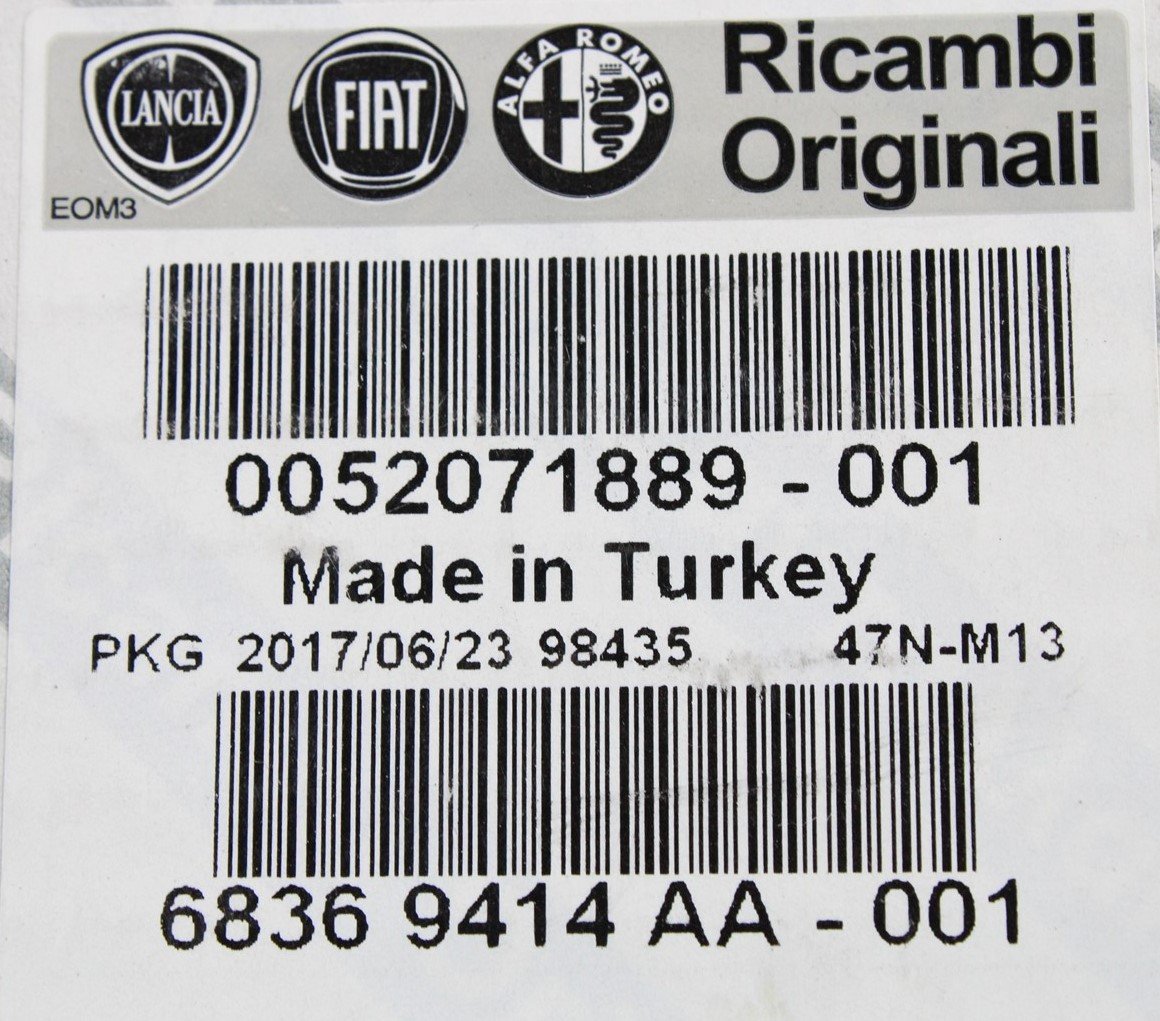 LANCIA FIAT ALFA ROMEO Ricambi
Originali
EOM3
0052071889 - 001
Made in Turkey
PKG 2017/06/23 98435 47N-M13
6836 9414 AA - 001